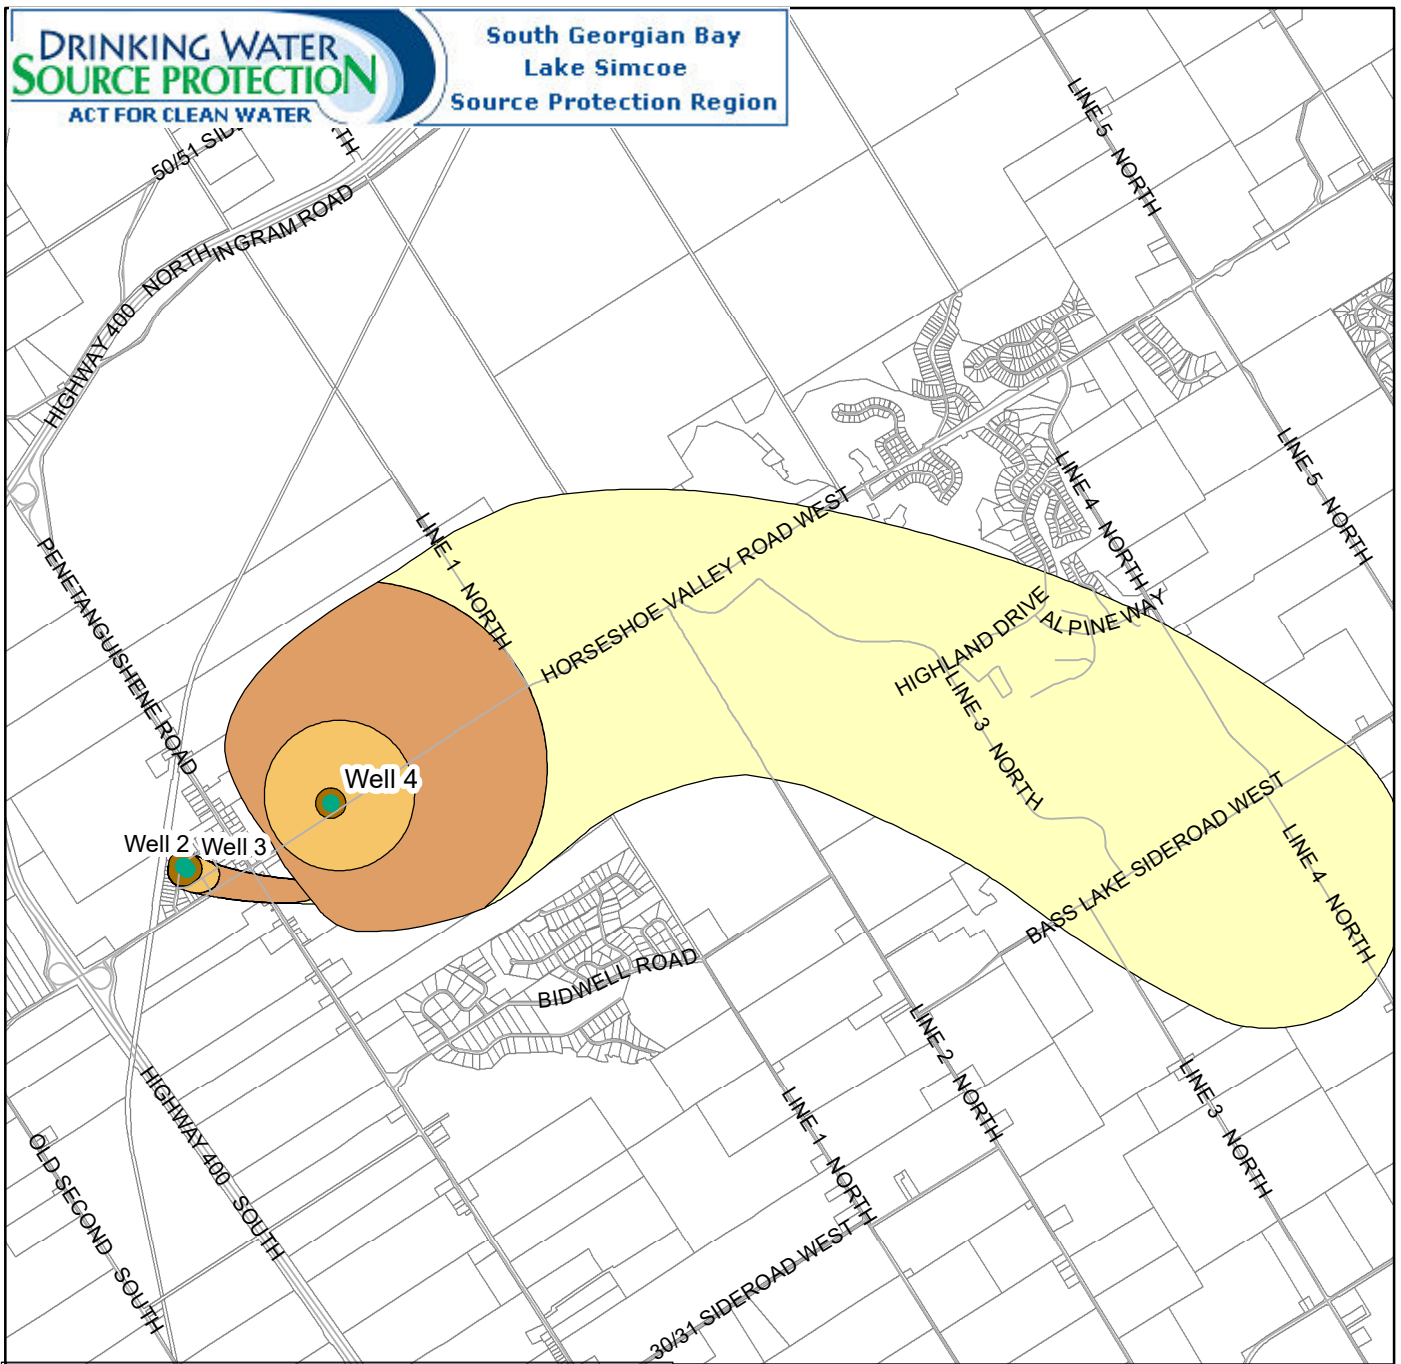 DRINKING WATER
SOURCE PROTECTION
ACT FOR CLEAN WATER
South Georgian Bay
Lake Simcoe
Source Protection Region
50/51
INGRAM ROAD
HIGHWAY 400 NORTH
LINE 5 NORTH
LINE 5 NORTH
LINE 4 NORTH
LINE 1 NORTH
PENETANGUISHENE ROAD
HORSESHOE VALLEY ROAD WEST
HIGHLAND DRIVE
ALPINE WAY
LINE 3 NORTH
Well 4
Well 2
Well 3
BASS LAKE SIDEROAD WEST
LINE 4 NORTH
BIDWELL ROAD
LINE 2 NORTH
LINE 1 NORTH
LINE 3 NORTH
HIGHWAY 400 SOUTH
OLD SECOND SOUTH
30/31 SIDEROAD WEST